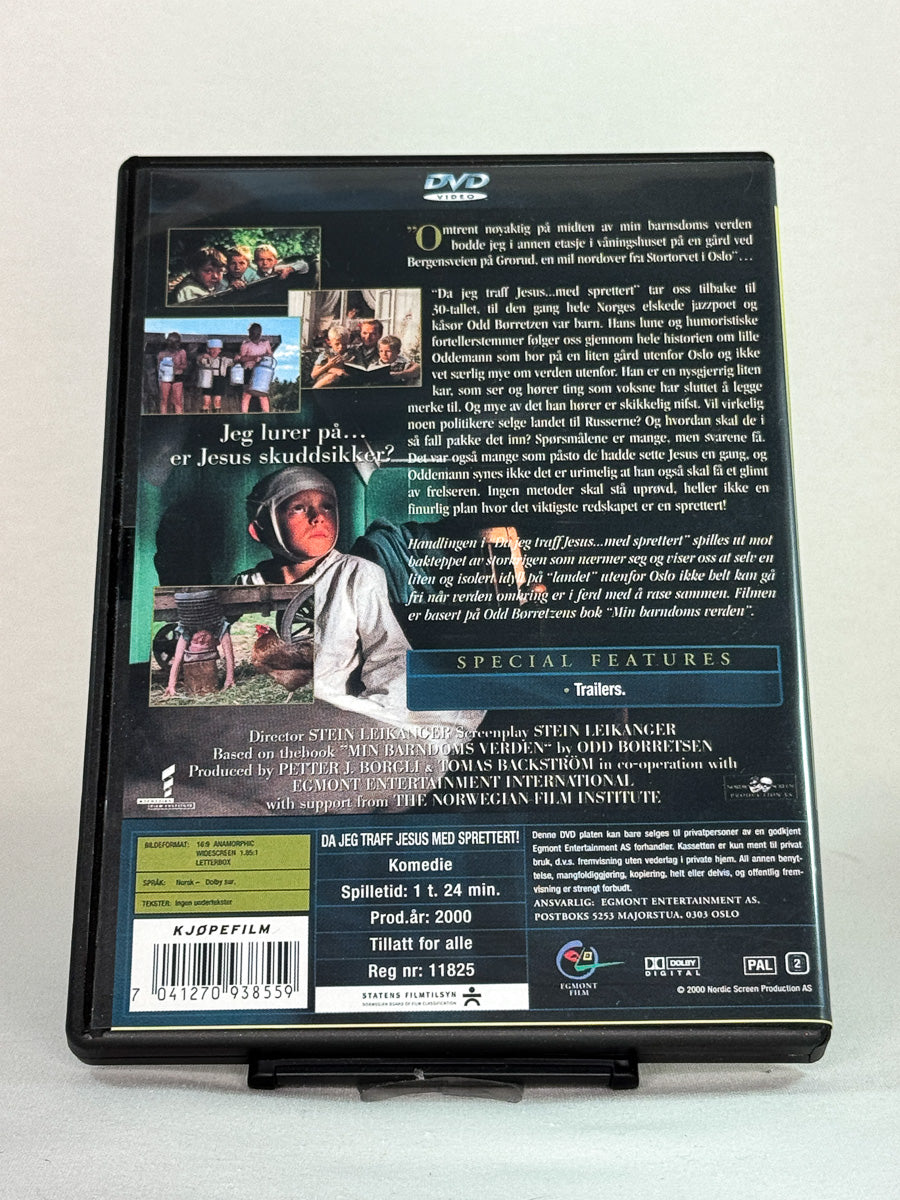 DVD
VIDEO
"Omtrent nøyaktig på midten av min barnsdoms verden
bodde jeg i annen etasje i våningshuset på en gård ved
Bergensveien på Grorud, en mil nordover fra Stortorvet i Oslo"...
"Da jeg traff Jesus...med sprettert" tar oss tilbake til
30-tallet, til den gang hele Norges elskede jazzpoet og
kåsør Odd Børretzen var barn. Hans lune og humoristiske
fortellerstemmer følger oss gjennom hele historien om lille
Oddemann som bor på en liten gård utenfor Oslo og ikke
vet særlig mye om verden utenfor. Han er en nysgjerrig liten
kar, som ser og hører ting som voksne har sluttet å legge
merke til. Og mye av det han hører er skikkelig nifst. Vil virkelig
noen politikere selge landet til Russerne? Og hvordan skal de i
så fall pakke det inn? Spørsmålene er mange, men svarene få.
Det var også mange som påsto de hadde sette Jesus en gang, og
Oddemann synes ikke det er urimelig at han også skal få et glimt
av frelseren. Ingen metoder skal stå uprøvd, heller ikke en
finurlig plan hvor det viktigste redskapet er en sprettert!
Jeg lurer på...
er Jesus skuddsikker?
Handlingen i "Da jeg traff Jesus...med sprettert" spilles ut mot
bakteppet av storkrigen som nærmer seg og viser oss at selv en
liten og isolert idyll på "landet" utenfor Oslo ikke helt kan gå
fri når verden omkring er i ferd med å rase sammen. Filmen
er basert på Odd Børretzens bok "Min barndoms verden".
SPECIAL FEATURES
• Trailers.
Director STEIN LEIKANGER Screenplay STEIN LEIKANGER
Based on thebook "MIN BARNDOMS VERDEN" by ODD BØRRETSEN
Produced by PETTER J. BORGLI & TOMAS BACKSTRÖM in co-operation with
EGMONT ENTERTAINMENT INTERNATIONAL
with support from THE NORWEGIAN FILM INSTITUTE
NORSK FILM INSTITUTE
NORDIC SCREEN
PRODUCTION AS
BILDEFORMAT: 16:9 ANAMORPHIC
WIDESCREEN 1.85:1
LETTERBOX
SPRÅK: Norsk – Dolby sur.
TEKSTER: Ingen undertekster
KJØPEFILM
7 041270 938559
DA JEG TRAFF JESUS MED SPRETTERT!
Komedie
Spilletid: 1 t. 24 min.
Prod.år: 2000
Tillatt for alle
Reg nr: 11825
STATENS FILMTILSYN
NORWEGIAN BOARD OF FILM CLASSIFICATION
Denne DVD platen kan bare selges til privatpersoner av en godkjent
Egmont Entertainment AS forhandler. Kassetten er kun ment til privat
bruk, d.v.s. fremvisning uten vederlag i private hjem. All annen benyt-
telse, mangfoldiggjøring, kopiering, helt eller delvis, og offentlig frem-
visning er strengt forbudt.
ANSVARLIG: EGMONT ENTERTAINMENT AS.
POSTBOKS 5253 MAJORSTUA, 0303 OSLO
EGMONT
FILM
DOLBY
DIGITAL
PAL
2
© 2000 Nordic Screen Production AS